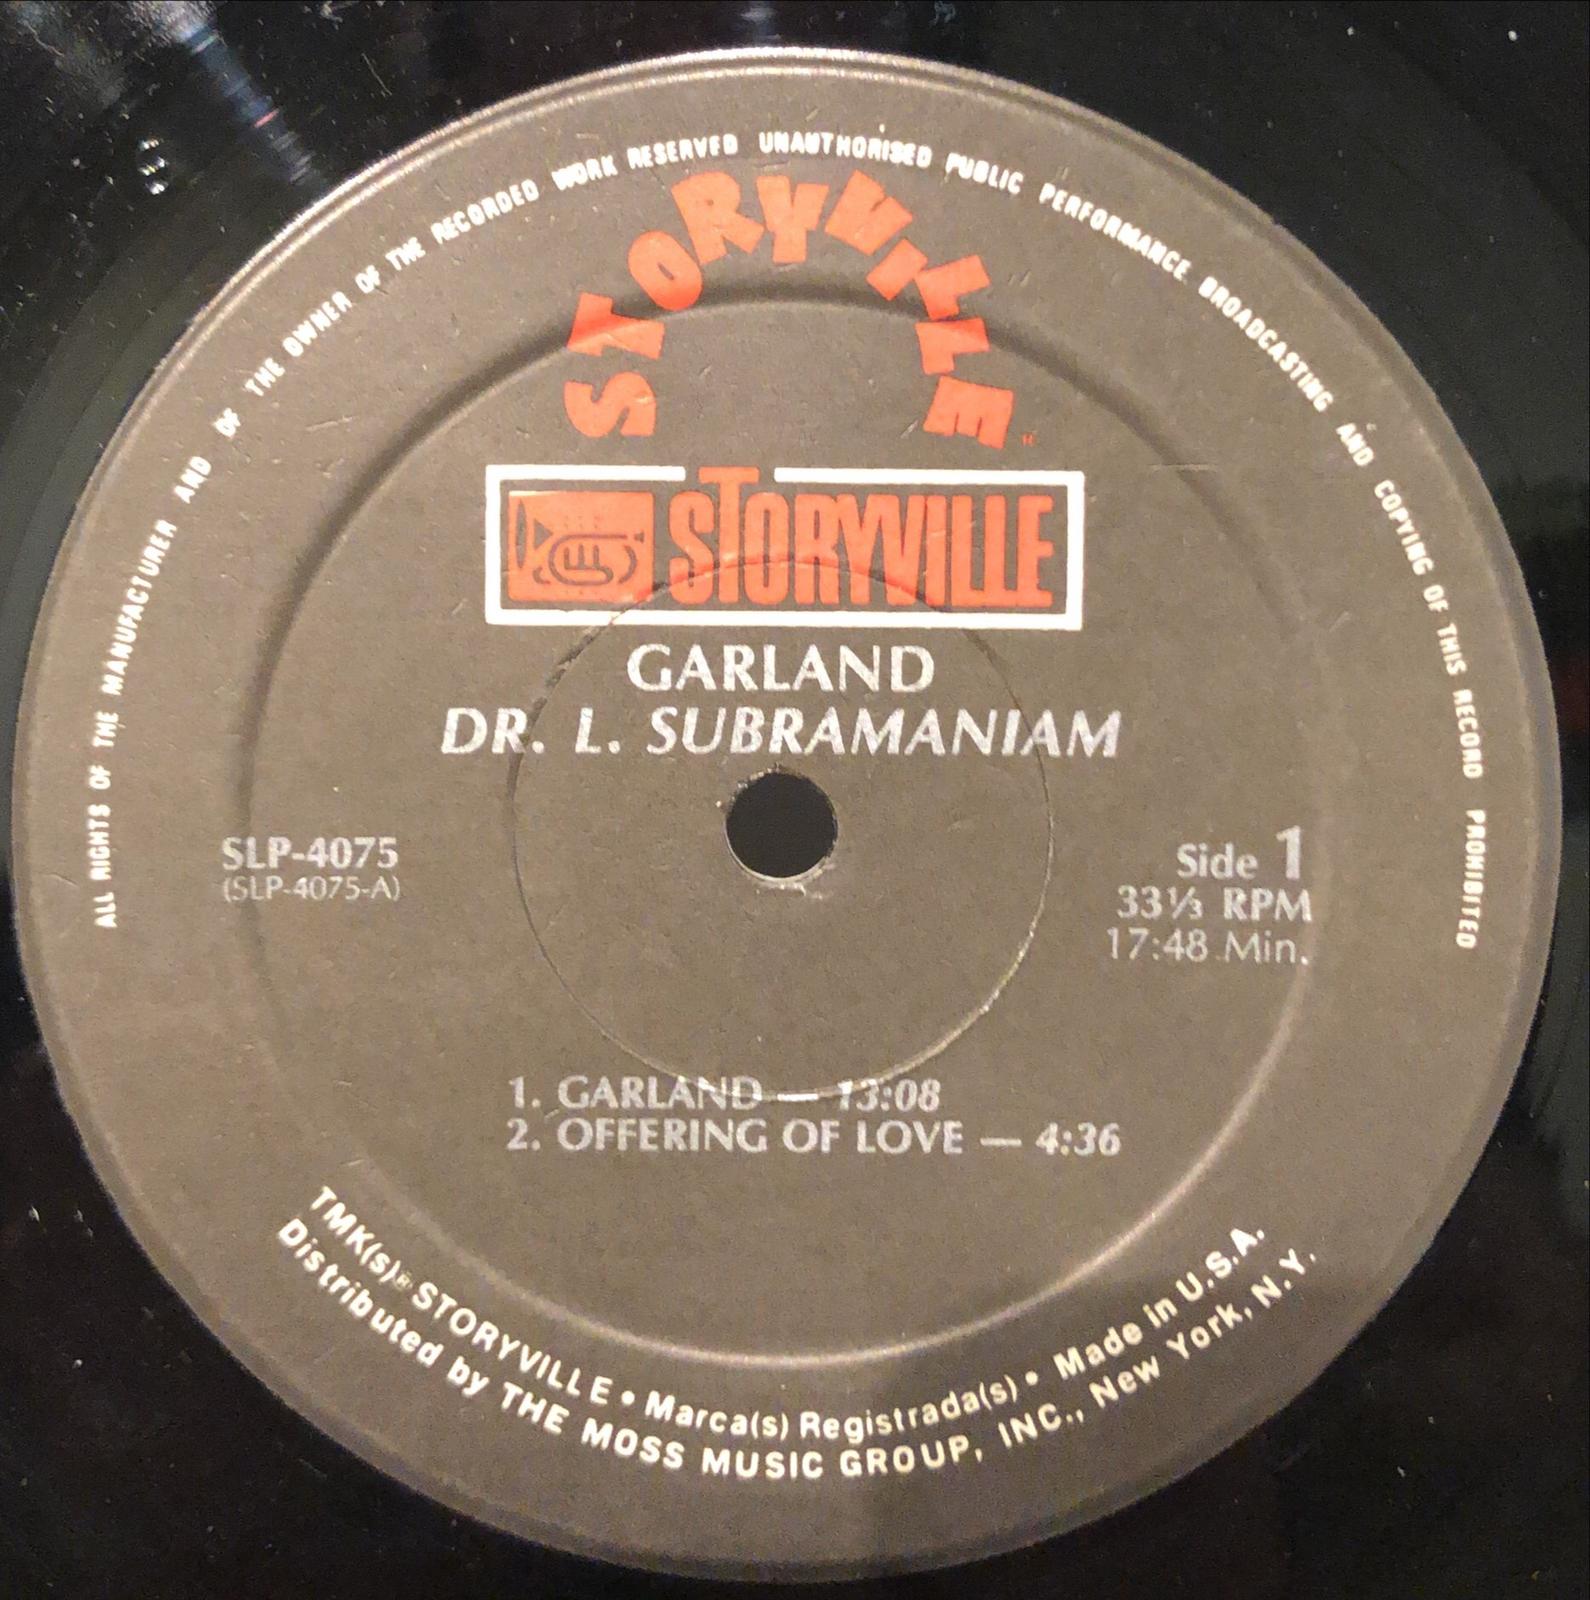 ALL RIGHTS OF THE MANUFACTURER AND OF THE OWNER OF THE RECORDED WORK RESERVED UNAUTHORISED PUBLIC PERFORMANCE BROADCASTING AND COPYING OF THIS RECORD PROHIBITED
STORYVILLE
STORYVILLE
GARLAND
DR. L. SUBRAMANIAM
SLP-4075
(SLP-4075-A)
Side 1
33⅓ RPM
17:48 Min.
1. GARLAND — 13:08
2. OFFERING OF LOVE — 4:36
TMK(s)® STORYVILLE • Marca(s) Registrada(s) • Made in U.S.A.
Distributed by THE MOSS MUSIC GROUP, INC., New York, N.Y.